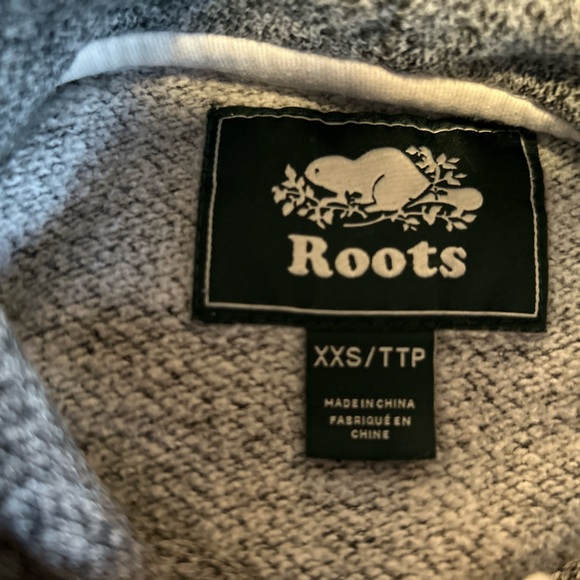 Roots
XXS/TTP
MADE IN CHINA
FABRIQUÉ EN
CHINE